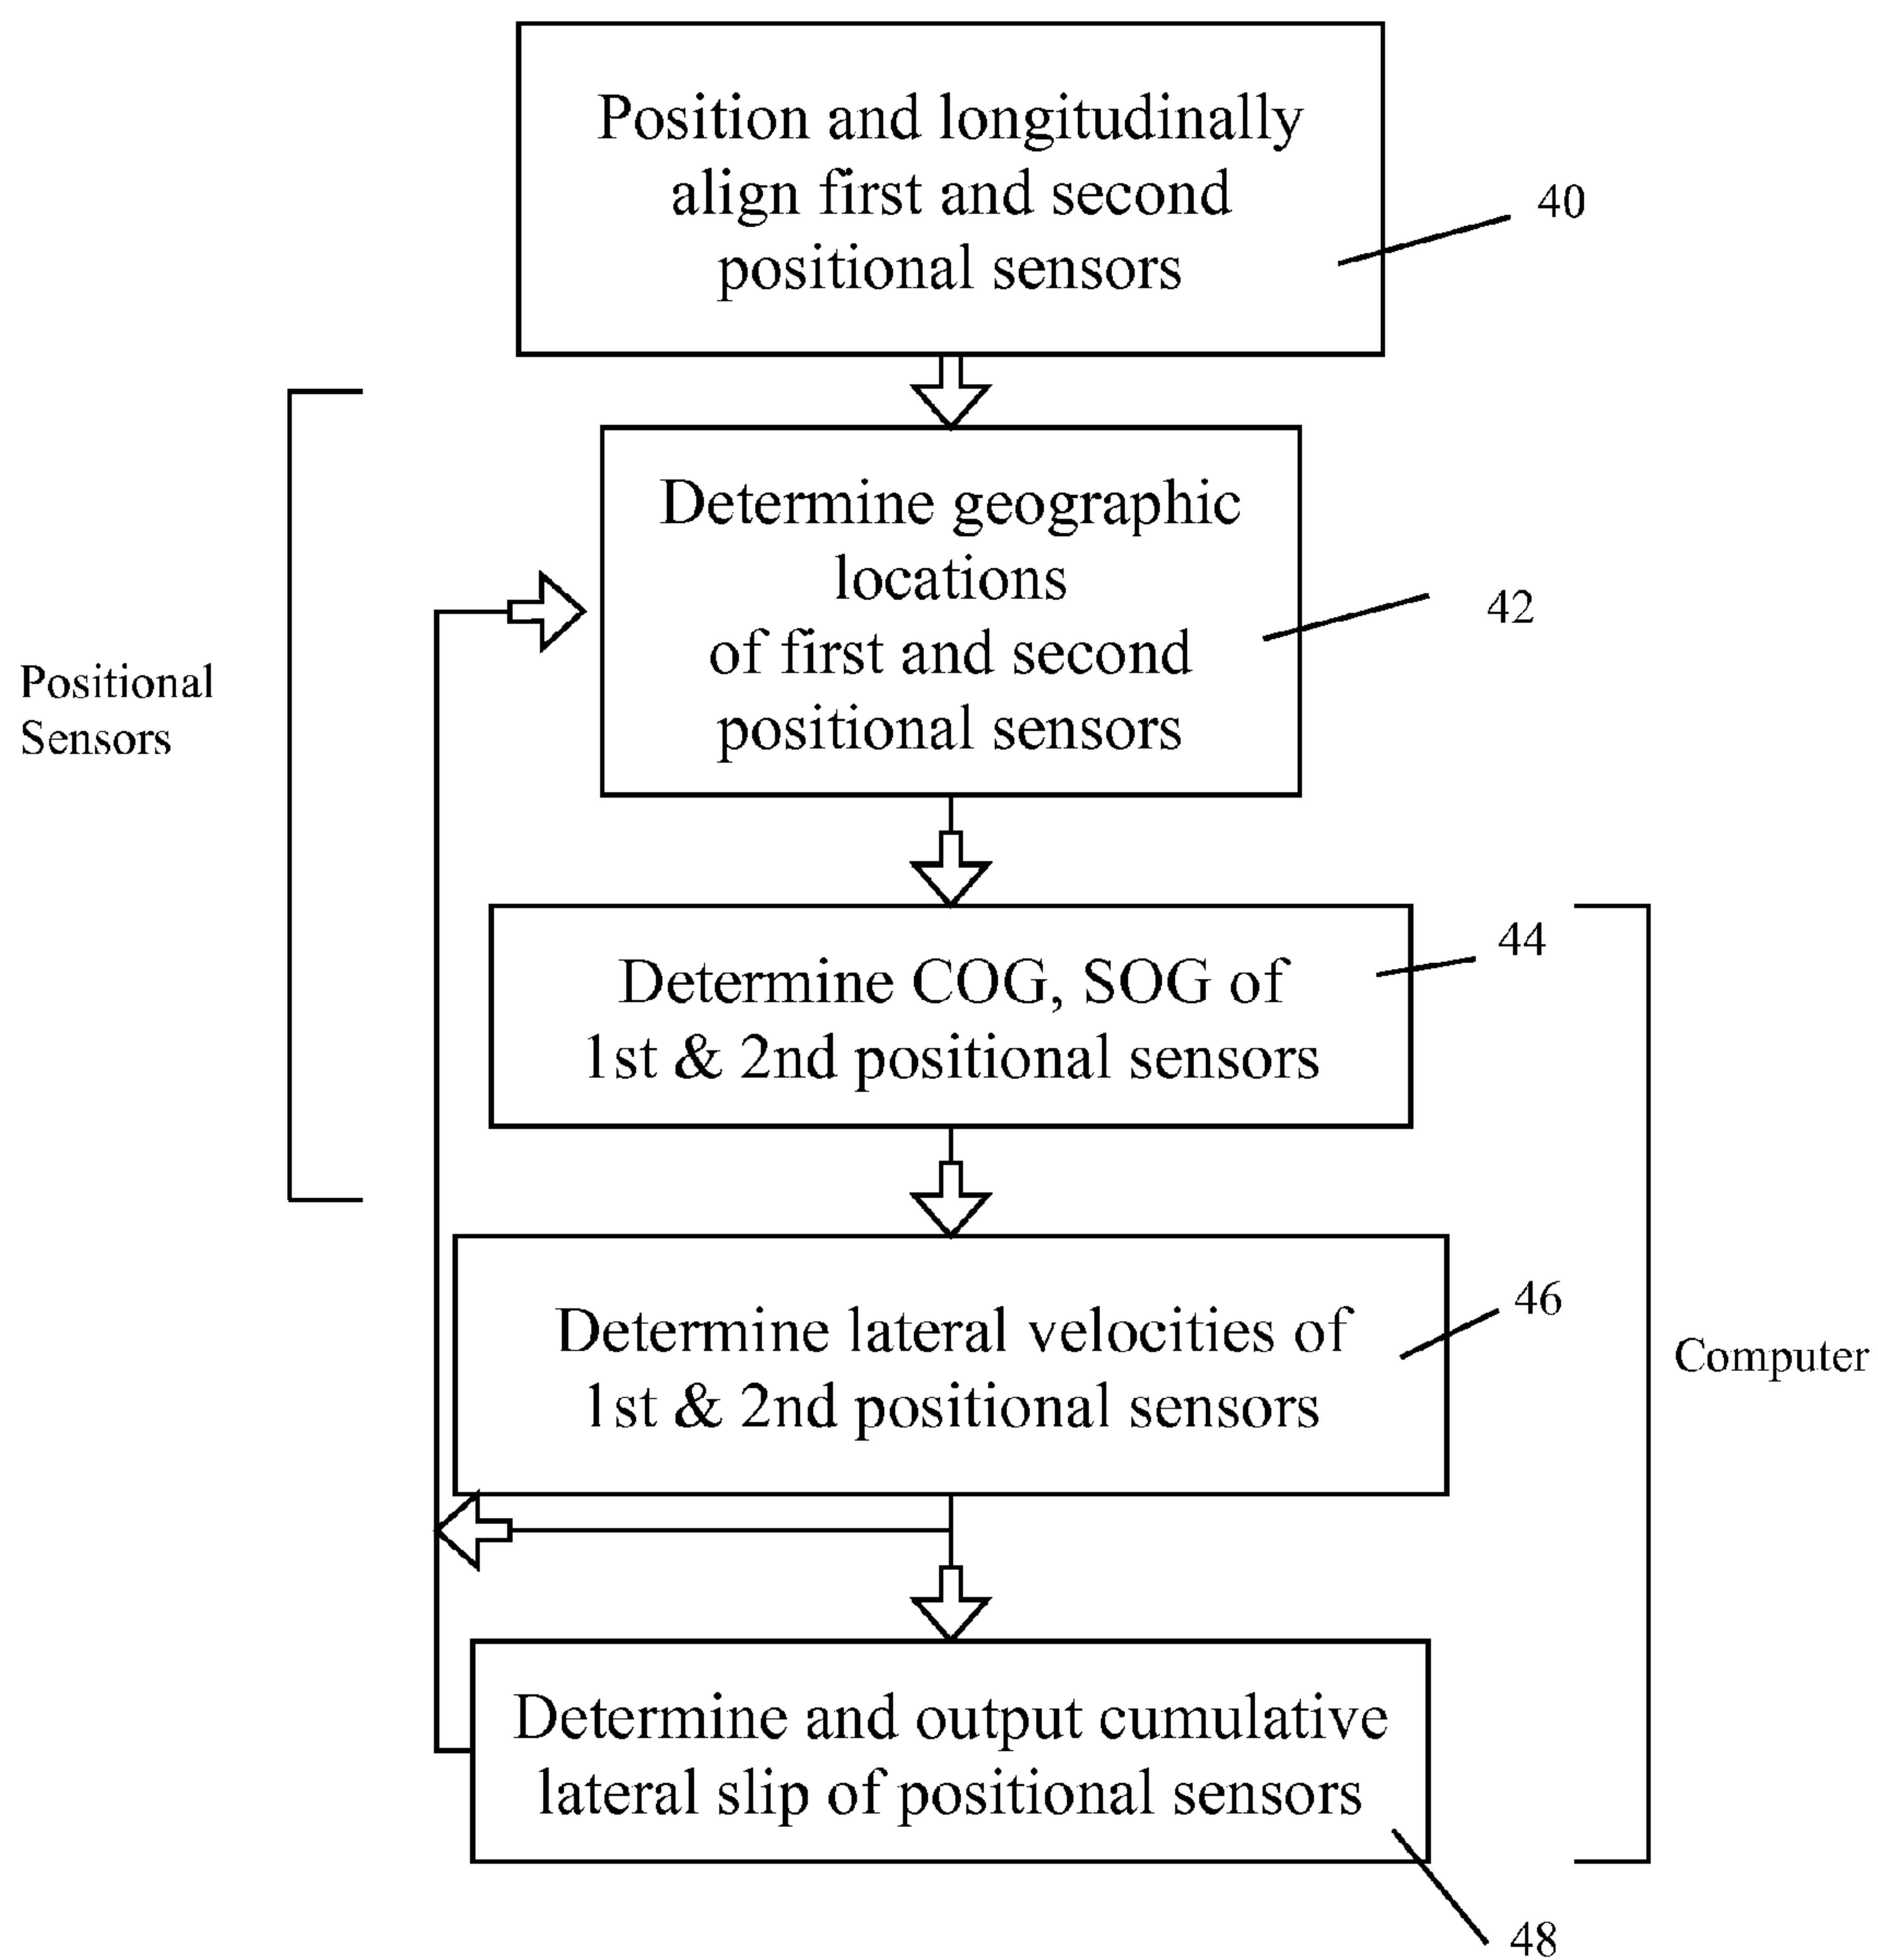 Position and longitudinally
align first and second
positional sensors
40
Determine geographic
locations
of first and second
positional sensors
42
Positional
Sensors
Determine COG, SOG of
1st & 2nd positional sensors
44
Determine lateral velocities of
1st & 2nd positional sensors
46
Computer
Determine and output cumulative
lateral slip of positional sensors
48